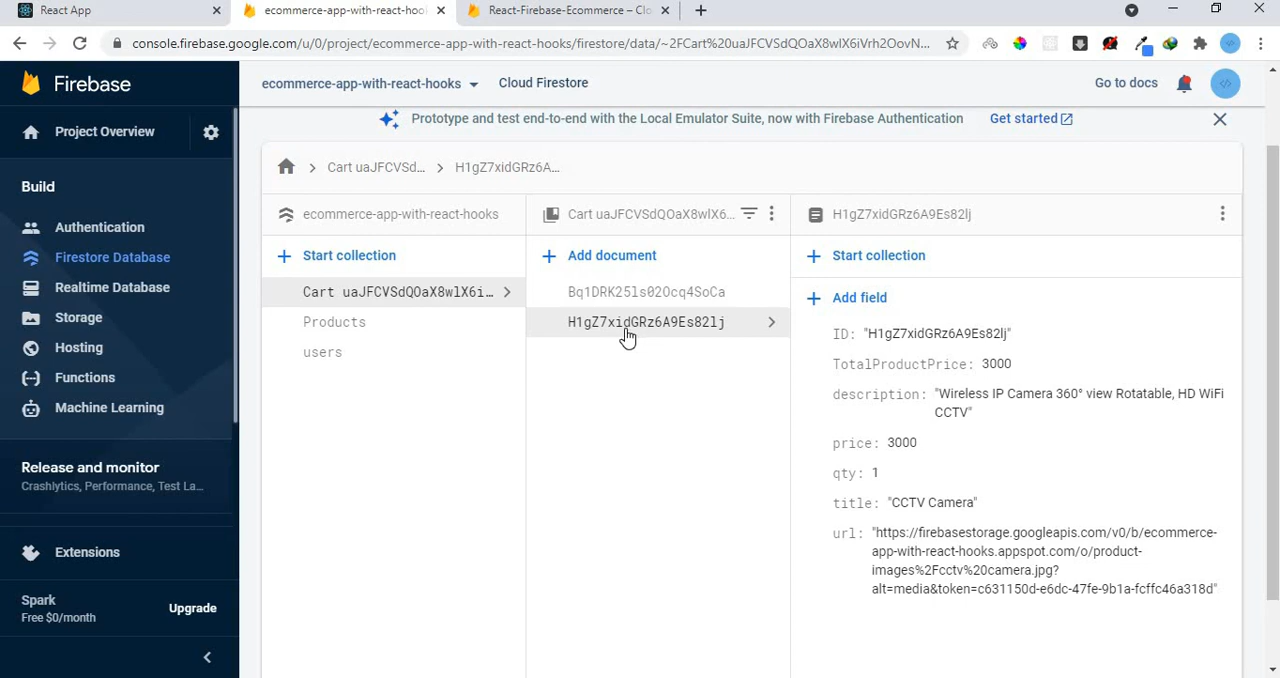 React App
ecommerce-app-with-react-hoo
React-Firebase-Ecommerce – Clo
console.firebase.google.com/u/0/project/ecommerce-app-with-react-hooks/firestore/data/~2FCart%20uaJFCVSdQOaX8wlX6iVrh2OovN...
Firebase
ecommerce-app-with-react-hooks
Cloud Firestore
Go to docs
Prototype and test end-to-end with the Local Emulator Suite, now with Firebase Authentication
Get started
Project Overview
Build
Authentication
Firestore Database
Realtime Database
Storage
Hosting
Functions
Machine Learning
Release and monitor
Crashlytics, Performance, Test La...
Extensions
Spark
Free $0/month
Upgrade
Cart uaJFCVSd...
H1gZ7xidGRz6A...
ecommerce-app-with-react-hooks
Start collection
Cart uaJFCVSdQOaX8wlX6i...
Products
users
Cart uaJFCVSdQOaX8wlX6...
Add document
Bq1DRK25ls02Ocq4SoCa
H1gZ7xidGRz6A9Es82lj
H1gZ7xidGRz6A9Es82lj
Start collection
Add field
ID: "H1gZ7xidGRz6A9Es82lj"
TotalProductPrice: 3000
description: "Wireless IP Camera 360° view Rotatable, HD WiFi
CCTV"
price: 3000
qty: 1
title: "CCTV Camera"
url: "https://firebasestorage.googleapis.com/v0/b/ecommerce-
app-with-react-hooks.appspot.com/o/product-
images%2Fcctv%20camera.jpg?
alt=media&token=c631150d-e6dc-47fe-9b1a-fcffc46a318d"